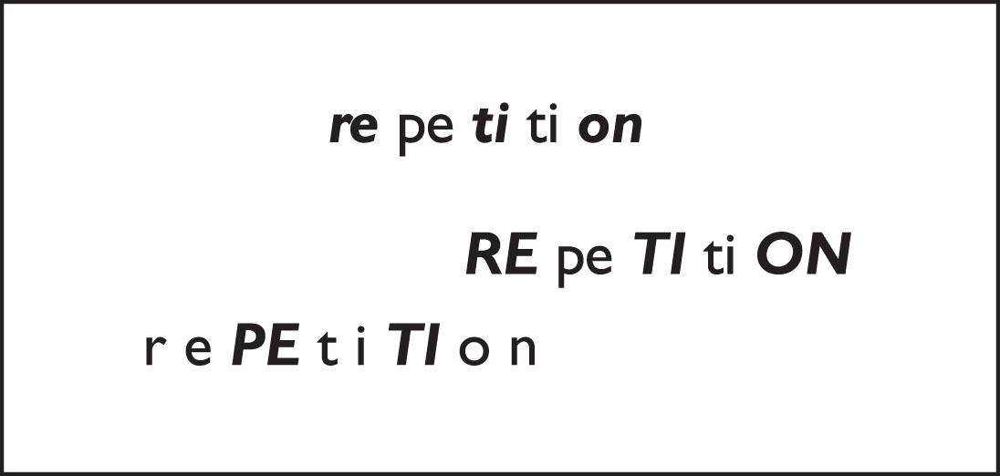 re pe ti ti on
RE pe TI ti ON
r e PE t i TI o n